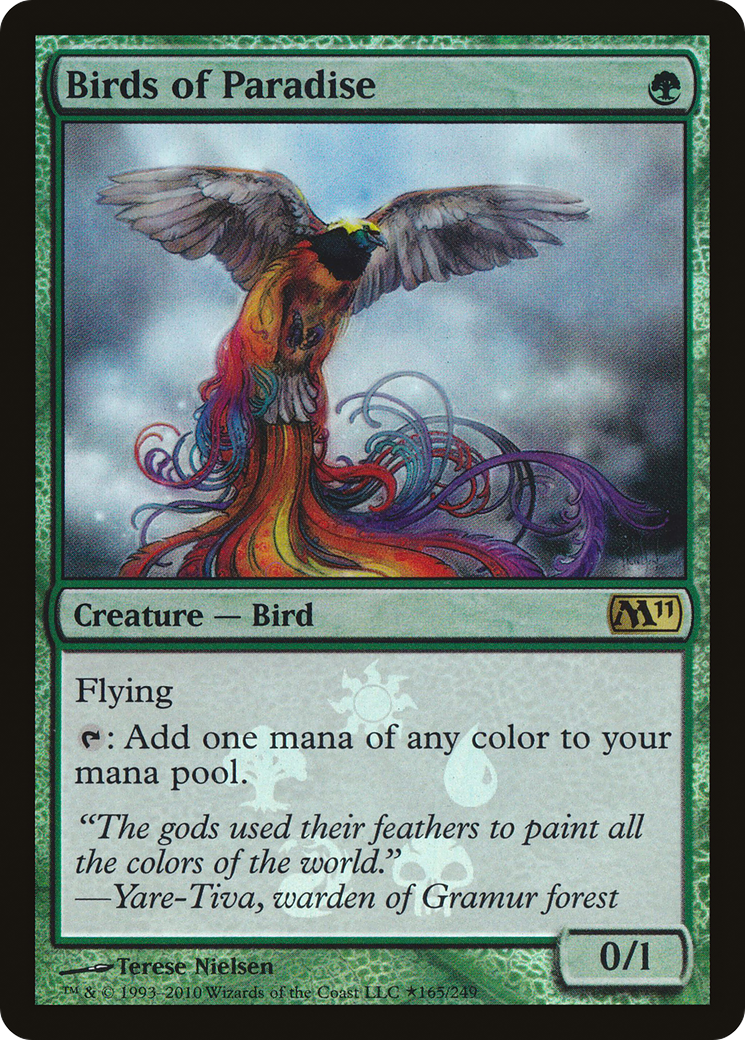 Birds of Paradise
Creature — Bird
M11
Flying
: Add one mana of any color to your
mana pool.
“The gods used their feathers to paint all
the colors of the world.”
—Yare-Tiva, warden of Gramur forest
0/1
Terese Nielsen
™ & © 1993–2010 Wizards of the Coast LLC ★165/249